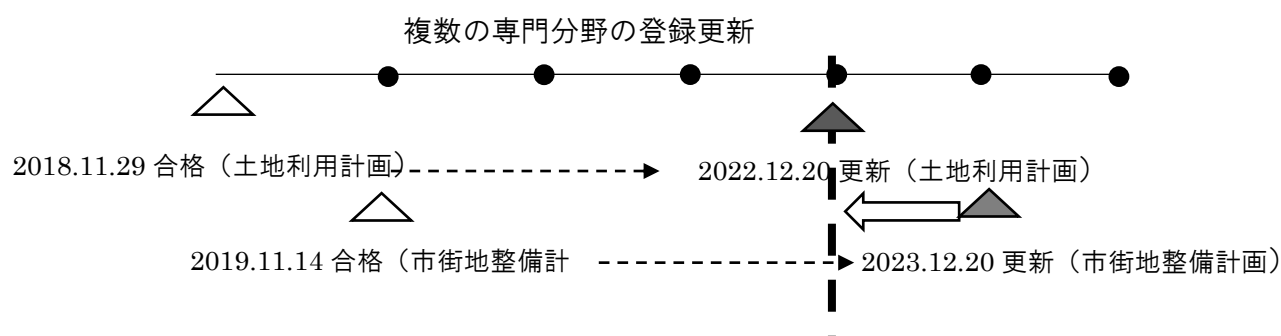 複数の専門分野の登録更新
2018.11.29 合格（土地利用計画）
2022.12.20 更新（土地利用計画）
2019.11.14 合格（市街地整備計
2023.12.20 更新（市街地整備計画）